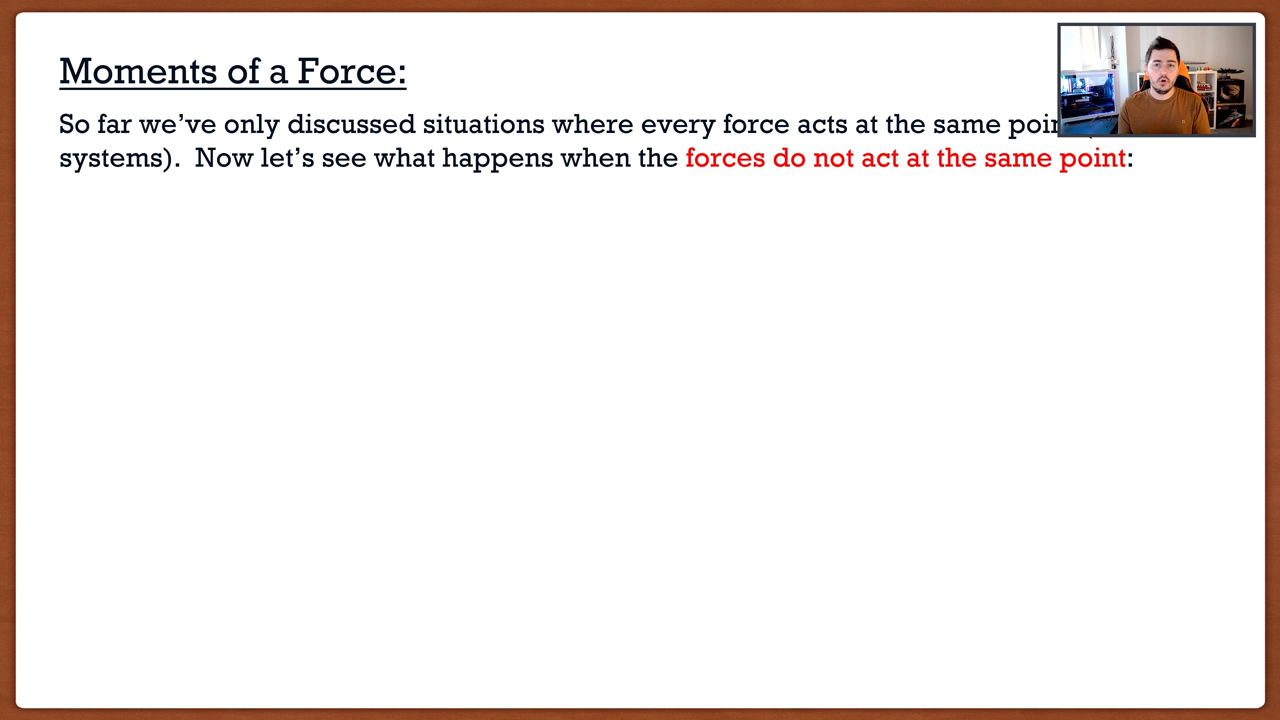 Moments of a Force:
So far we've only discussed situations where every force acts at the same
systems).  Now let's see what happens when the forces do not act at the same point: